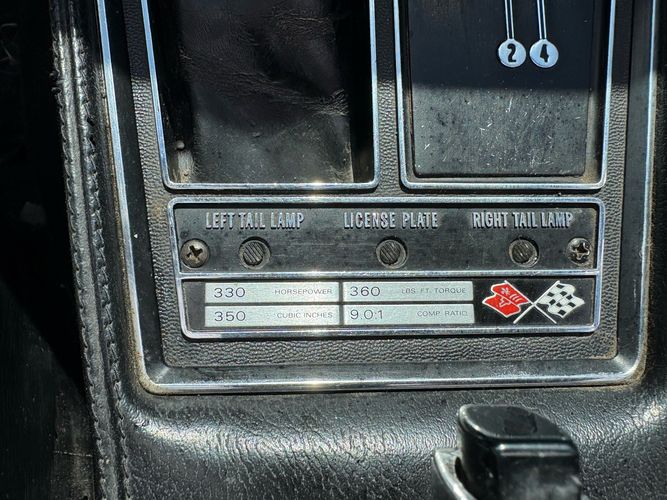 2 4
LEFT TAIL LAMP LICENSE PLATE RIGHT TAIL LAMP
330 HORSEPOWER 360 LBS. FT. TORQUE
350 CUBIC INCHES 9.0:1 COMP. RATIO